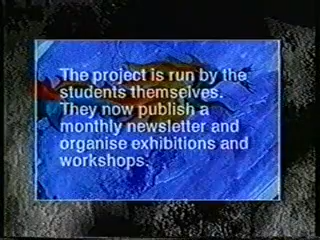 The project is run by the
students themselves.
They now publish a
monthly newsletter and
organise exhibitions and
workshops.